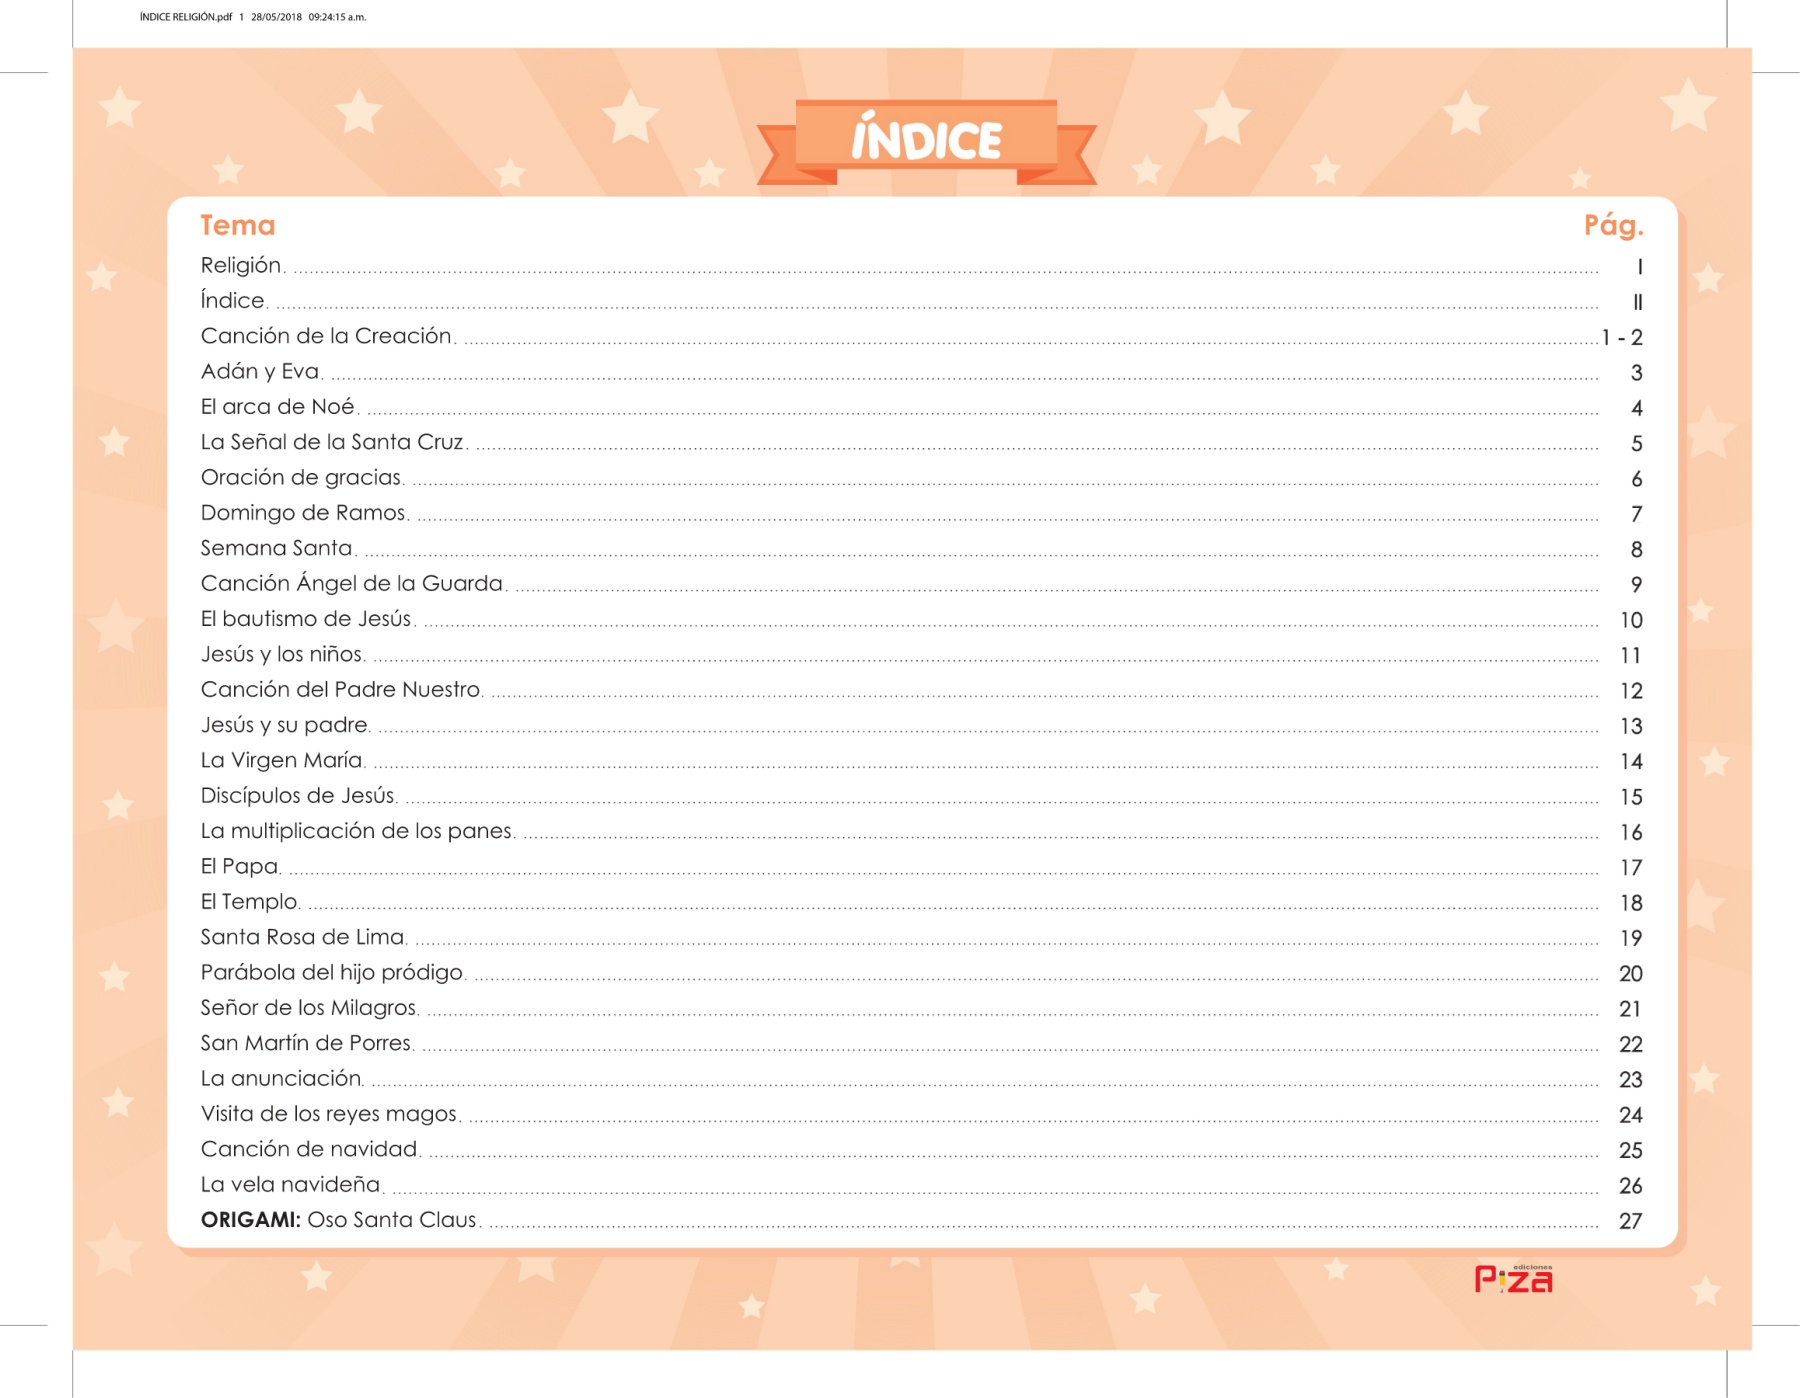 ÍNDICE RELIGIÓN.pdf 1 28/05/2018 09:24:15 a.m.
ÍNDICE
Tema Pág.
Religión. I
Índice. II
Canción de la Creación. 1 - 2
Adán y Eva. 3
El arca de Noé. 4
La Señal de la Santa Cruz. 5
Oración de gracias. 6
Domingo de Ramos. 7
Semana Santa. 8
Canción Ángel de la Guarda. 9
El bautismo de Jesús. 10
Jesús y los niños. 11
Canción del Padre Nuestro. 12
Jesús y su padre. 13
La Virgen María. 14
Discípulos de Jesús. 15
La multiplicación de los panes. 16
El Papa. 17
El Templo. 18
Santa Rosa de Lima. 19
Parábola del hijo pródigo. 20
Señor de los Milagros. 21
San Martín de Porres. 22
La anunciación. 23
Visita de los reyes magos. 24
Canción de navidad. 25
La vela navideña. 26
ORIGAMI: Oso Santa Claus. 27
ediciones
Piza